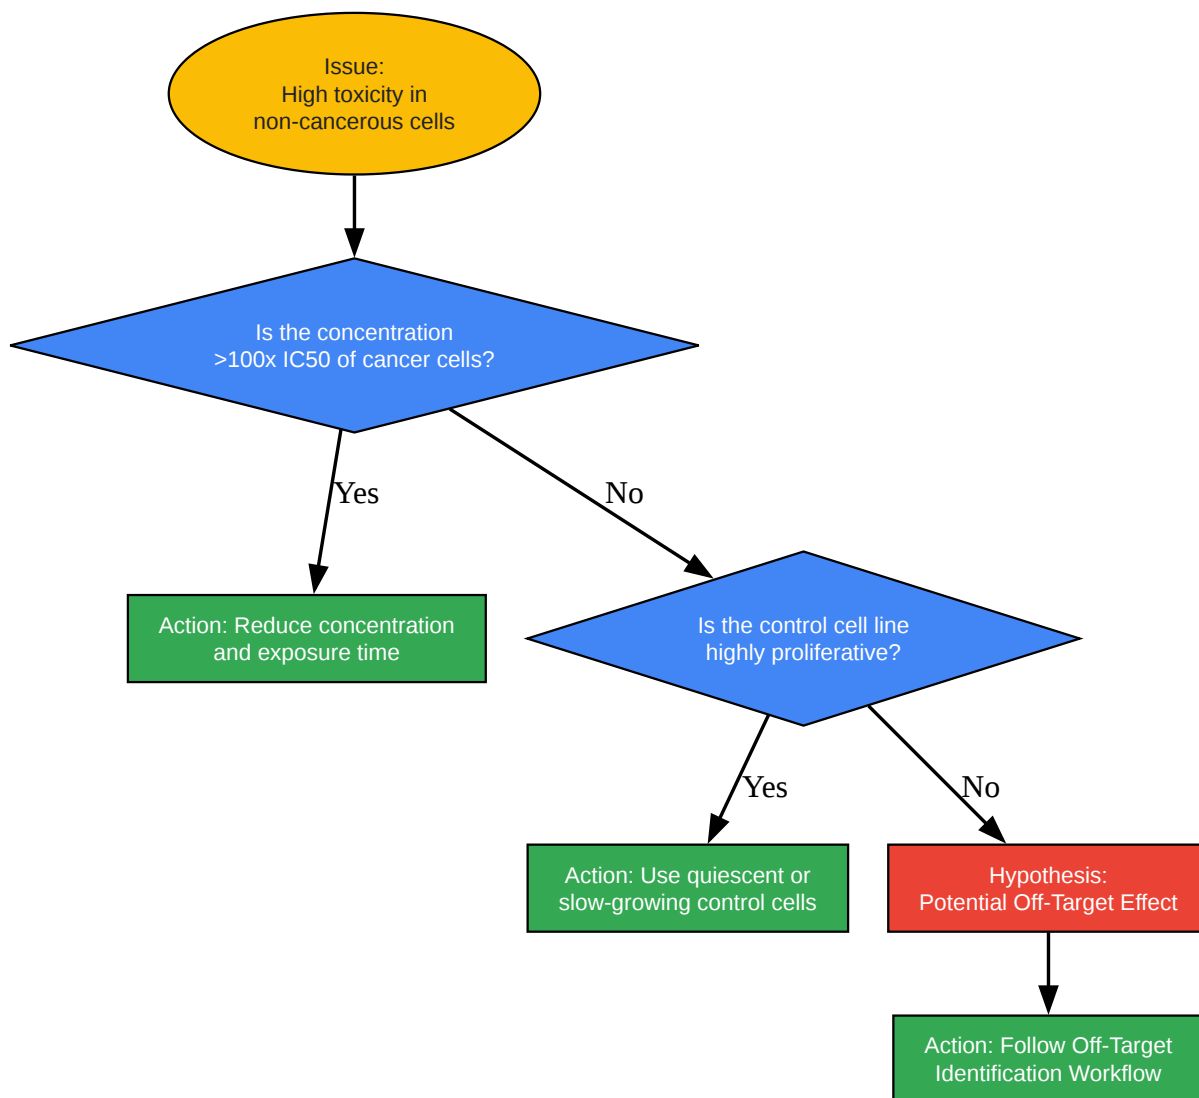 Issue:
High toxicity in
non-cancerous cells
Is the concentration
>100x IC50 of cancer cells?
Yes
No
Action: Reduce concentration
and exposure time
Is the control cell line
highly proliferative?
Yes
No
Action: Use quiescent or
slow-growing control cells
Hypothesis:
Potential Off-Target Effect
Action: Follow Off-Target
Identification Workflow